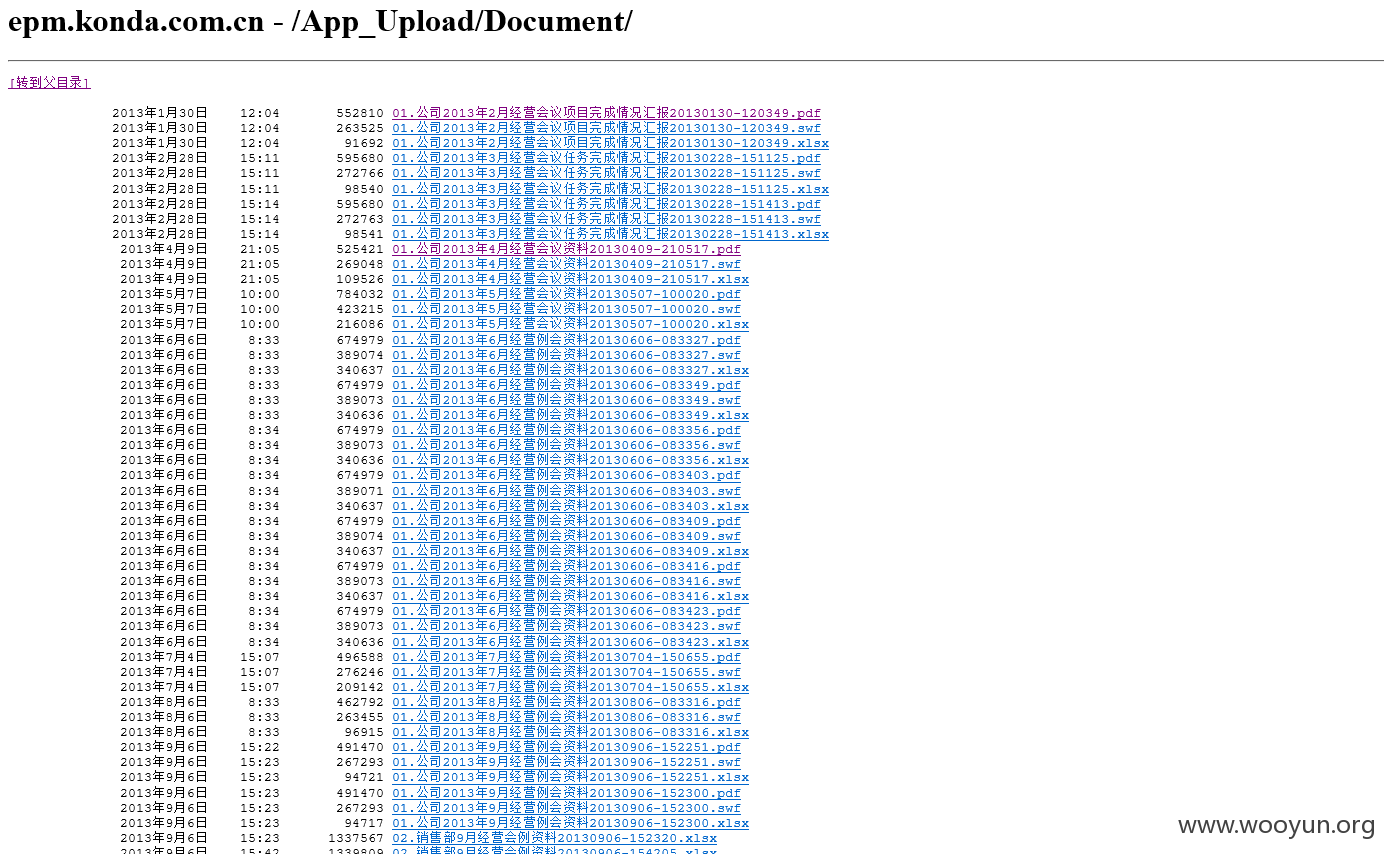 epm.konda.com.cn - /App_Upload/Document/
[转到父目录]
2013年1月30日 12:04 552810 01.公司2013年2月经营会议项目完成情况汇报20130130-120349.pdf
2013年1月30日 12:04 263525 01.公司2013年2月经营会议项目完成情况汇报20130130-120349.swf
2013年1月30日 12:04 91692 01.公司2013年2月经营会议项目完成情况汇报20130130-120349.xlsx
2013年2月28日 15:11 595680 01.公司2013年3月经营会议任务完成情况汇报20130228-151125.pdf
2013年2月28日 15:11 272766 01.公司2013年3月经营会议任务完成情况汇报20130228-151125.swf
2013年2月28日 15:11 98540 01.公司2013年3月经营会议任务完成情况汇报20130228-151125.xlsx
2013年2月28日 15:14 595680 01.公司2013年3月经营会议任务完成情况汇报20130228-151413.pdf
2013年2月28日 15:14 272763 01.公司2013年3月经营会议任务完成情况汇报20130228-151413.swf
2013年2月28日 15:14 98541 01.公司2013年3月经营会议任务完成情况汇报20130228-151413.xlsx
2013年4月9日 21:05 525421 01.公司2013年4月经营会议资料20130409-210517.pdf
2013年4月9日 21:05 269048 01.公司2013年4月经营会议资料20130409-210517.swf
2013年4月9日 21:05 109526 01.公司2013年4月经营会议资料20130409-210517.xlsx
2013年5月7日 10:00 784032 01.公司2013年5月经营会议资料20130507-100020.pdf
2013年5月7日 10:00 423215 01.公司2013年5月经营会议资料20130507-100020.swf
2013年5月7日 10:00 216086 01.公司2013年5月经营会议资料20130507-100020.xlsx
2013年6月6日 8:33 674979 01.公司2013年6月经营例会资料20130606-083327.pdf
2013年6月6日 8:33 389074 01.公司2013年6月经营例会资料20130606-083327.swf
2013年6月6日 8:33 340637 01.公司2013年6月经营例会资料20130606-083327.xlsx
2013年6月6日 8:33 674979 01.公司2013年6月经营例会资料20130606-083349.pdf
2013年6月6日 8:33 389073 01.公司2013年6月经营例会资料20130606-083349.swf
2013年6月6日 8:33 340636 01.公司2013年6月经营例会资料20130606-083349.xlsx
2013年6月6日 8:34 674979 01.公司2013年6月经营例会资料20130606-083356.pdf
2013年6月6日 8:34 389073 01.公司2013年6月经营例会资料20130606-083356.swf
2013年6月6日 8:34 340636 01.公司2013年6月经营例会资料20130606-083356.xlsx
2013年6月6日 8:34 674979 01.公司2013年6月经营例会资料20130606-083403.pdf
2013年6月6日 8:34 389071 01.公司2013年6月经营例会资料20130606-083403.swf
2013年6月6日 8:34 340637 01.公司2013年6月经营例会资料20130606-083403.xlsx
2013年6月6日 8:34 674979 01.公司2013年6月经营例会资料20130606-083409.pdf
2013年6月6日 8:34 389074 01.公司2013年6月经营例会资料20130606-083409.swf
2013年6月6日 8:34 340637 01.公司2013年6月经营例会资料20130606-083409.xlsx
2013年6月6日 8:34 674979 01.公司2013年6月经营例会资料20130606-083416.pdf
2013年6月6日 8:34 389073 01.公司2013年6月经营例会资料20130606-083416.swf
2013年6月6日 8:34 340637 01.公司2013年6月经营例会资料20130606-083416.xlsx
2013年6月6日 8:34 674979 01.公司2013年6月经营例会资料20130606-083423.pdf
2013年6月6日 8:34 389073 01.公司2013年6月经营例会资料20130606-083423.swf
2013年6月6日 8:34 340636 01.公司2013年6月经营例会资料20130606-083423.xlsx
2013年7月4日 15:07 496588 01.公司2013年7月经营例会资料20130704-150655.pdf
2013年7月4日 15:07 276246 01.公司2013年7月经营例会资料20130704-150655.swf
2013年7月4日 15:07 209142 01.公司2013年7月经营例会资料20130704-150655.xlsx
2013年8月6日 8:33 462792 01.公司2013年8月经营例会资料20130806-083316.pdf
2013年8月6日 8:33 263455 01.公司2013年8月经营例会资料20130806-083316.swf
2013年8月6日 8:33 96915 01.公司2013年8月经营例会资料20130806-083316.xlsx
2013年9月6日 15:22 491470 01.公司2013年9月经营例会资料20130906-152251.pdf
2013年9月6日 15:23 267293 01.公司2013年9月经营例会资料20130906-152251.swf
2013年9月6日 15:23 94721 01.公司2013年9月经营例会资料20130906-152251.xlsx
2013年9月6日 15:23 491470 01.公司2013年9月经营例会资料20130906-152300.pdf
2013年9月6日 15:23 267293 01.公司2013年9月经营例会资料20130906-152300.swf
2013年9月6日 15:23 94717 01.公司2013年9月经营例会资料20130906-152300.xlsx
2013年9月6日 15:23 1337567 02.销售部9月经营会例资料20130906-152320.xlsx
2013年9月6日 15:42 1339809 02.销售部9月经营会例资料20130906-154205.xlsx
www.wooyun.org